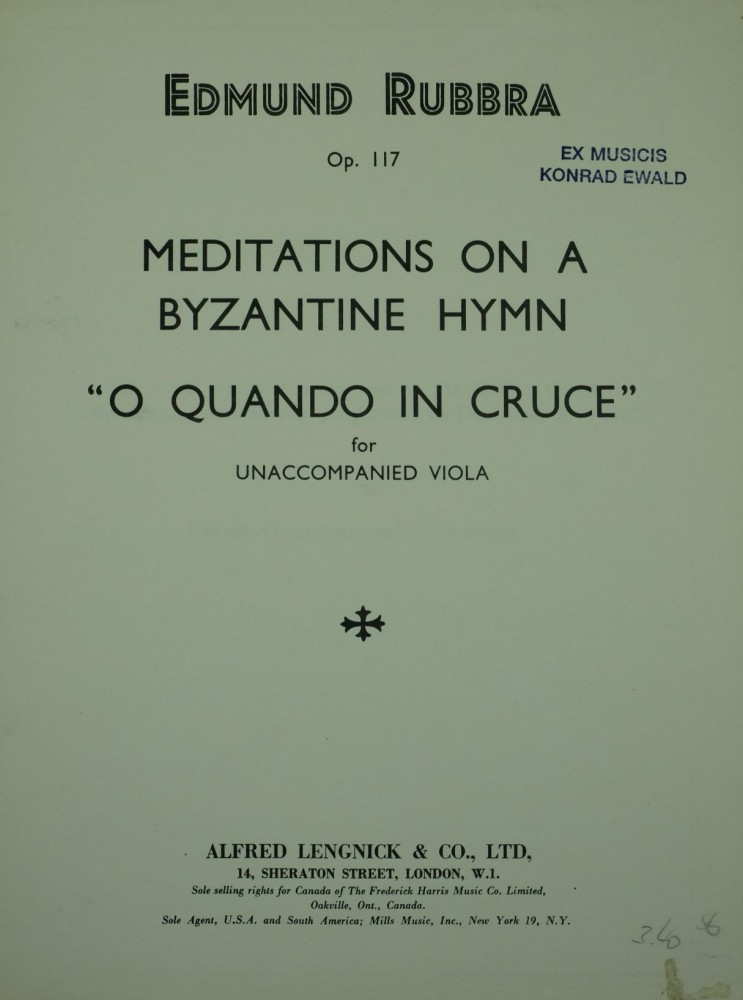 EDMUND RUBBRA
Op. 117
EX MUSICIS
KONRAD EWALD
MEDITATIONS ON A
BYZANTINE HYMN
“O QUANDO IN CRUCE”
for
UNACCOMPANIED VIOLA
ALFRED LENGNICK & CO., LTD,
14, SHERATON STREET, LONDON, W.1.
Sole selling rights for Canada of The Frederick Harris Music Co. Limited,
Oakville, Ont., Canada.
Sole Agent, U.S.A. and South America; Mills Music, Inc., New York 19, N.Y.